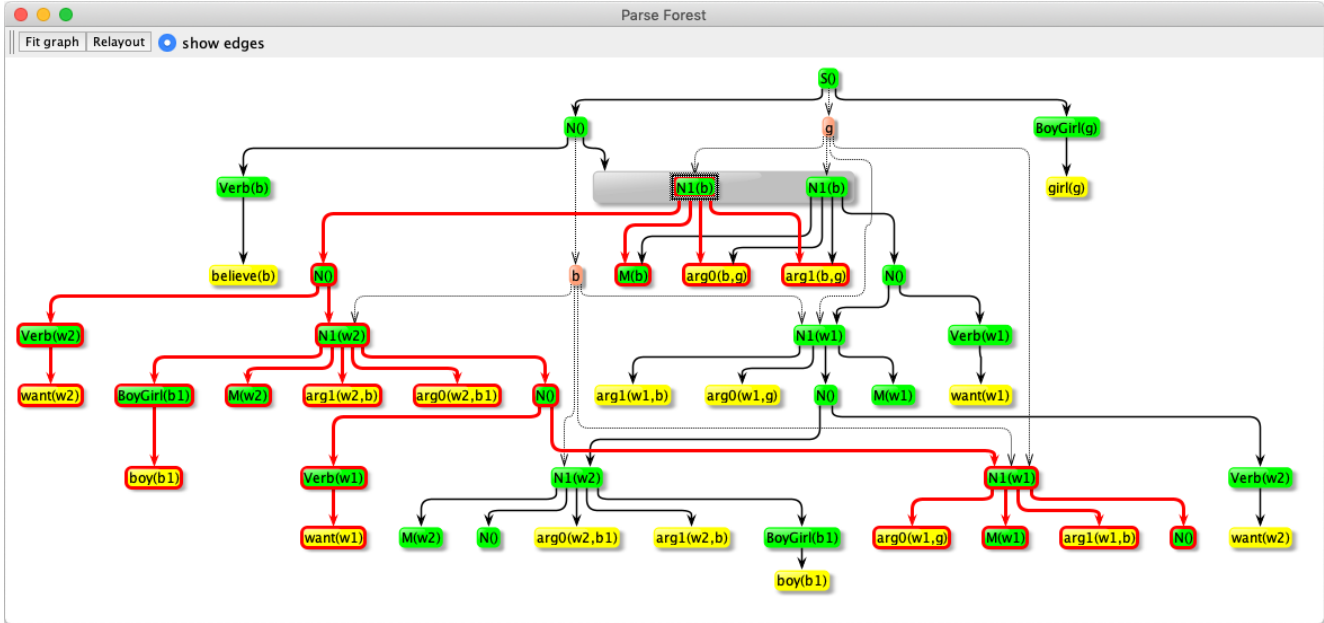 Parse Forest
Fit graph Relayout show edges
S()
N() g BoyGirl(g)
Verb(b) N1(b) N1(b) girl(g)
believe(b) N() b M(b) arg0(b,g) arg1(b,g) N()
Verb(w2) N1(w2) N1(w1) Verb(w1)
want(w2) BoyGirl(b1) M(w2) arg1(w2,b) arg0(w2,b1) N() arg1(w1,b) arg0(w1,g) N() M(w1) want(w1)
boy(b1) Verb(w1) N1(w2) N1(w1) Verb(w2)
want(w1) M(w2) N() arg0(w2,b1) arg1(w2,b) BoyGirl(b1) arg0(w1,g) M(w1) arg1(w1,b) N() want(w2)
boy(b1)